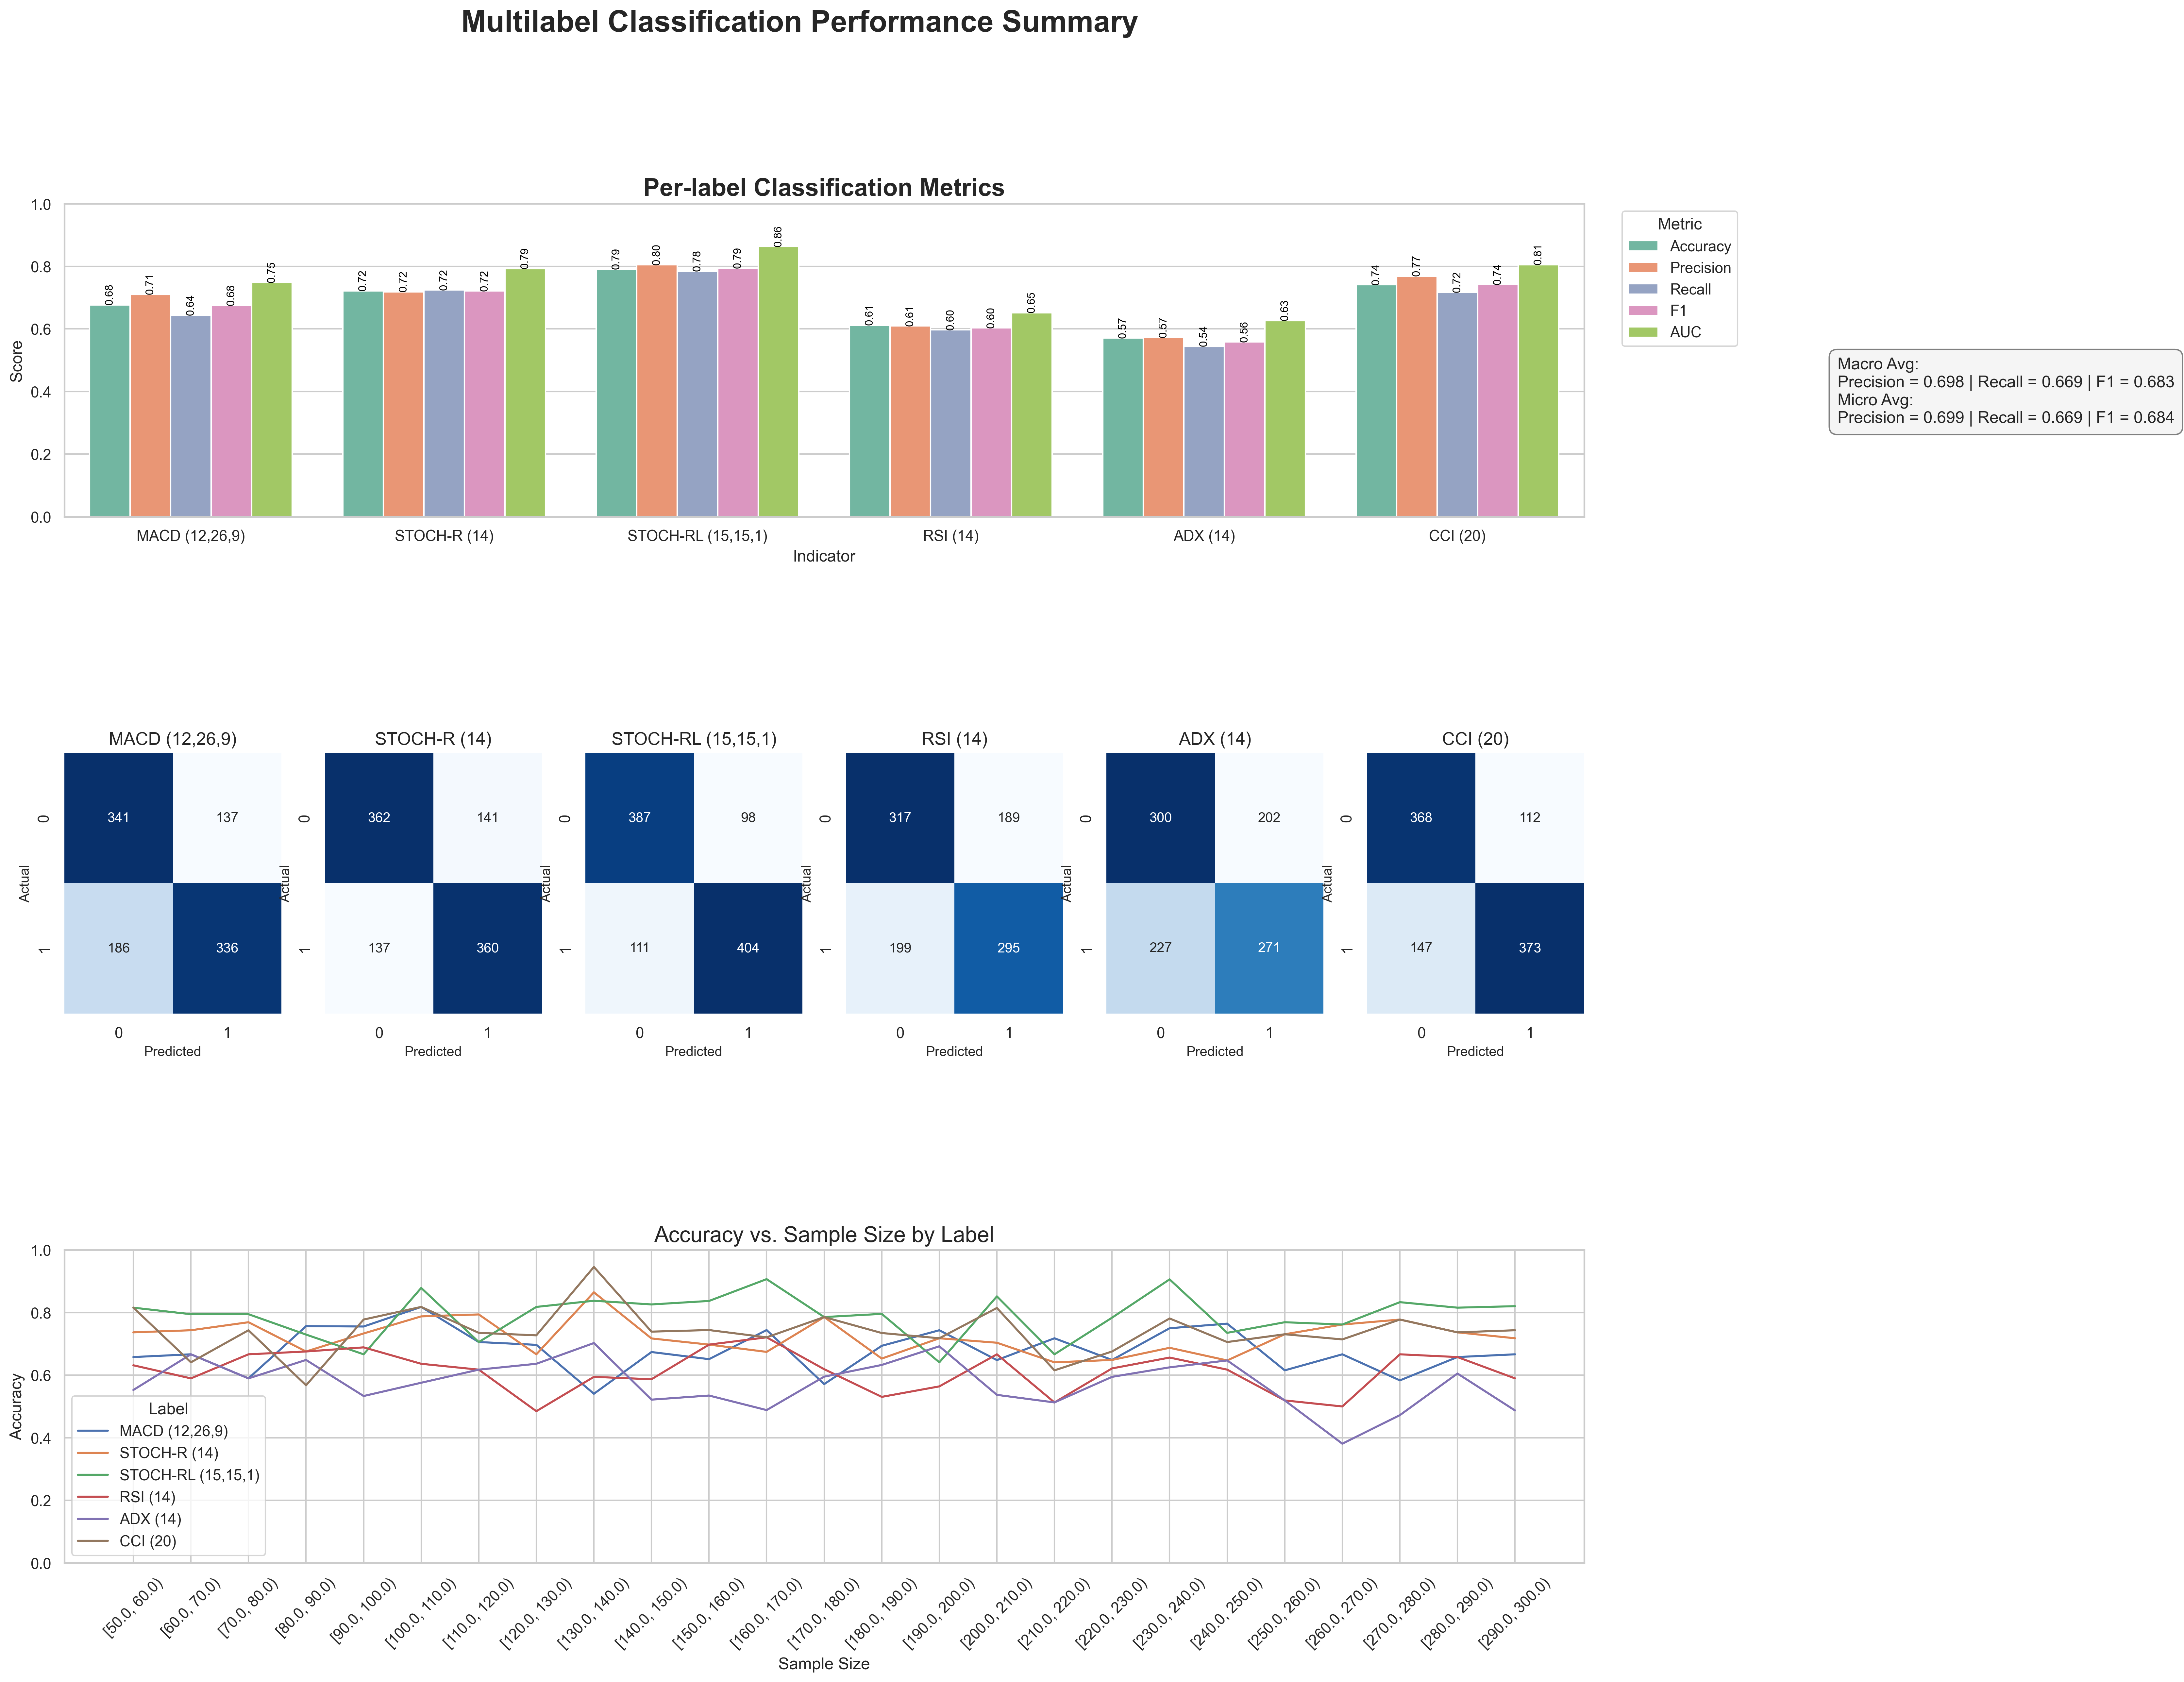 Multilabel Classification Performance Summary
Per-label Classification Metrics
1.0
0.8
0.6
0.4
0.2
0.0
Score
0.68
0.71
0.64
0.68
0.75
0.72
0.72
0.72
0.72
0.79
0.79
0.80
0.78
0.79
0.86
0.61
0.61
0.60
0.60
0.65
0.57
0.57
0.54
0.56
0.63
0.74
0.77
0.72
0.74
0.81
MACD (12,26,9)
STOCH-R (14)
STOCH-RL (15,15,1)
RSI (14)
ADX (14)
CCI (20)
Indicator
Metric
Accuracy
Precision
Recall
F1
AUC
Macro Avg:
Precision = 0.698 | Recall = 0.669 | F1 = 0.683
Micro Avg:
Precision = 0.699 | Recall = 0.669 | F1 = 0.684
MACD (12,26,9)
0
341
137
Actual
1
186
336
0
1
Predicted
STOCH-R (14)
0
362
141
Actual
1
137
360
0
1
Predicted
STOCH-RL (15,15,1)
0
387
98
Actual
1
111
404
0
1
Predicted
RSI (14)
0
317
189
1
199
295
0
1
Predicted
ADX (14)
0
300
202
Actual
1
227
271
0
1
Predicted
CCI (20)
0
368
112
Actual
1
147
373
0
1
Predicted
Accuracy vs. Sample Size by Label
1.0
0.8
0.6
0.4
0.2
0.0
Accuracy
Label
MACD (12,26,9)
STOCH-R (14)
STOCH-RL (15,15,1)
RSI (14)
ADX (14)
CCI (20)
[50.0, 60.0)
[60.0, 70.0)
[70.0, 80.0)
[80.0, 90.0)
[90.0, 100.0)
[100.0, 110.0)
[110.0, 120.0)
[120.0, 130.0)
[130.0, 140.0)
[140.0, 150.0)
[150.0, 160.0)
[160.0, 170.0)
[170.0, 180.0)
[180.0, 190.0)
[190.0, 200.0)
[200.0, 210.0)
[210.0, 220.0)
[220.0, 230.0)
[230.0, 240.0)
[240.0, 250.0)
[250.0, 260.0)
[260.0, 270.0)
[270.0, 280.0)
[280.0, 290.0)
[290.0, 300.0)
Sample Size